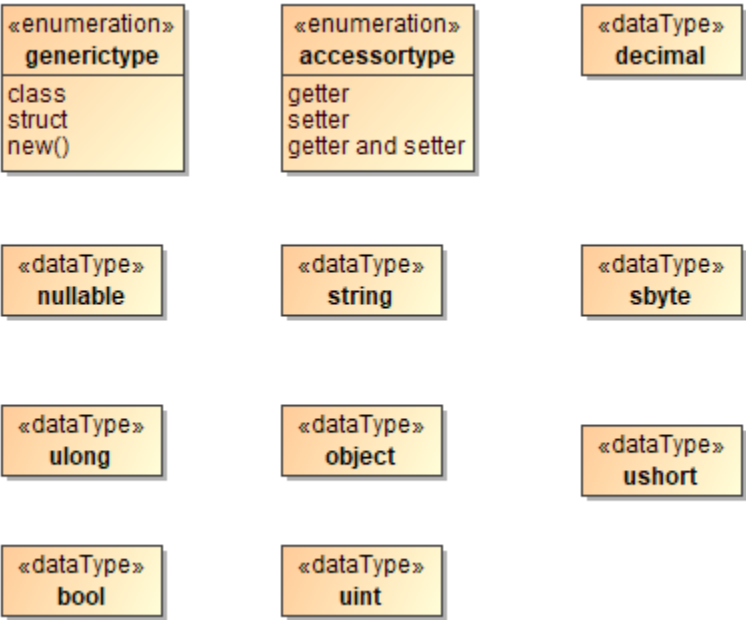 «enumeration»
generictype
class
struct
new()
«enumeration»
accessortype
getter
setter
getter and setter
«dataType»
decimal
«dataType»
nullable
«dataType»
string
«dataType»
sbyte
«dataType»
ulong
«dataType»
object
«dataType»
ushort
«dataType»
bool
«dataType»
uint